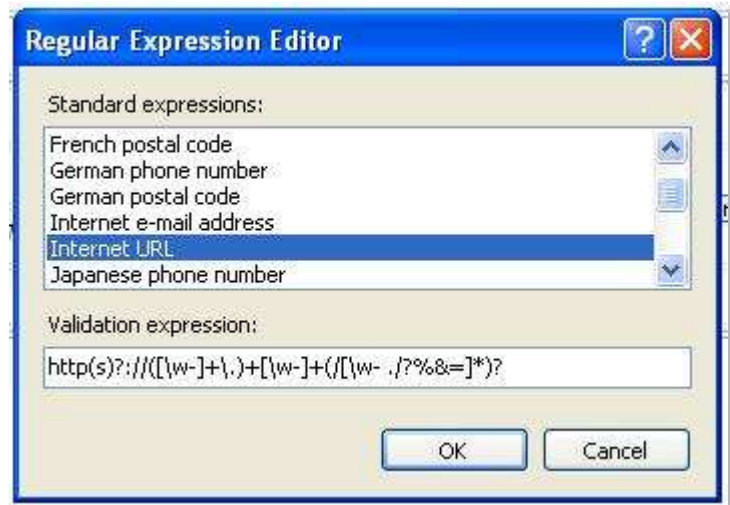 Regular Expression Editor
Standard expressions:
French postal code
German phone number
German postal code
Internet e-mail address
Internet URL
Japanese phone number
Validation expression:
http(s)?://([\w-]+\.)+[\w-]+(/[\w- ./?%&=]*)?
OK Cancel